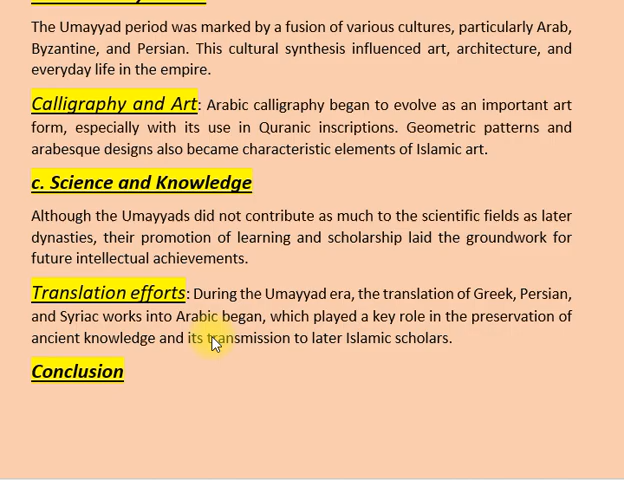 The Umayyad period was marked by a fusion of various cultures, particularly Arab,
Byzantine, and Persian. This cultural synthesis influenced art, architecture, and
everyday life in the empire.
Calligraphy and Art: Arabic calligraphy began to evolve as an important art
form, especially with its use in Quranic inscriptions. Geometric patterns and
arabesque designs also became characteristic elements of Islamic art.
c. Science and Knowledge
Although the Umayyads did not contribute as much to the scientific fields as later
dynasties, their promotion of learning and scholarship laid the groundwork for
future intellectual achievements.
Translation efforts: During the Umayyad era, the translation of Greek, Persian,
and Syriac works into Arabic began, which played a key role in the preservation of
ancient knowledge and its transmission to later Islamic scholars.
Conclusion